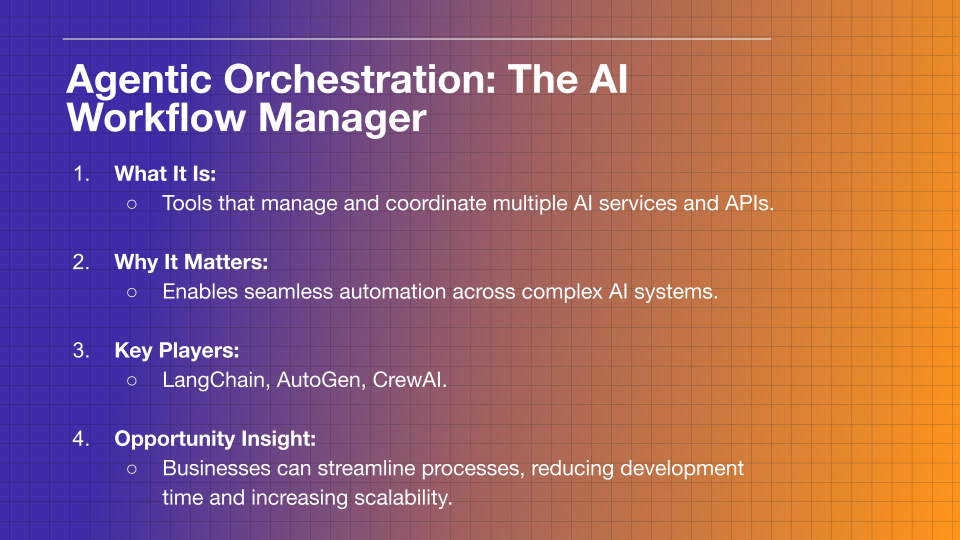 Agentic Orchestration: The AI
Workflow Manager
1. What It Is:
○ Tools that manage and coordinate multiple AI services and APIs.
2. Why It Matters:
○ Enables seamless automation across complex AI systems.
3. Key Players:
○ LangChain, AutoGen, CrewAI.
4. Opportunity Insight:
○ Businesses can streamline processes, reducing development
time and increasing scalability.